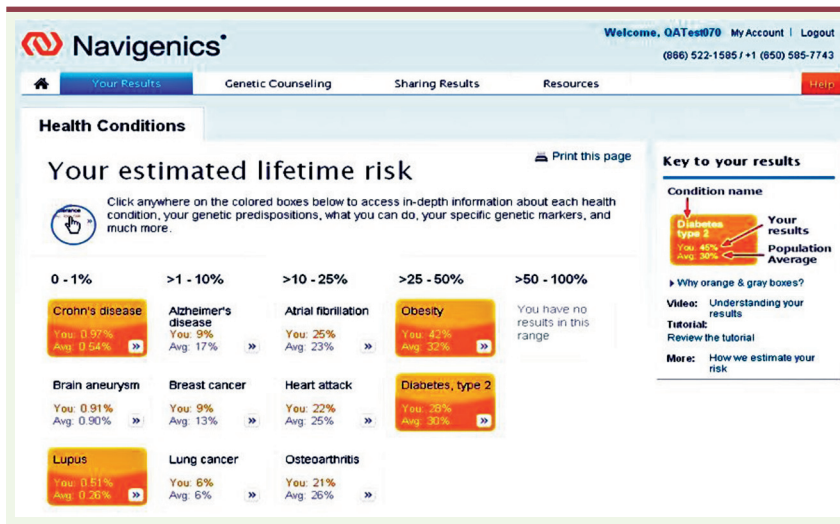 Navigenics
Welcome, QATest070 My Account | Logout
(866) 522-1585 / +1 (650) 585-7743
Your Results Genetic Counseling Sharing Results Resources Help
Health Conditions
Your estimated lifetime risk
Print this page
Click anywhere on the colored boxes below to access in-depth information about each health
condition, your genetic predispositions, what you can do, your specific genetic markers, and
much more.
0 - 1% >1 - 10% >10 - 25% >25 - 50% >50 - 100%
Crohn's disease
You: 0.97%
Avg: 0.54% »
Alzheimer's
disease
You: 9%
Avg: 17% »
Atrial fibrillation
You: 25%
Avg: 23% »
Obesity
You: 42%
Avg: 32% »
You have no
results in this
range
Brain aneurysm
You: 0.91%
Avg: 0.90% »
Breast cancer
You: 9%
Avg: 13% »
Heart attack
You: 22%
Avg: 25% »
Diabetes, type 2
You: 28%
Avg: 30% »
Lupus
You: 0.51%
Avg: 0.26% »
Lung cancer
You: 6%
Avg: 6% »
Osteoarthritis
You: 21%
Avg: 26% »
Key to your results
Condition name
Diabetes
type 2
You: 45%
Avg: 30%
Your
results
Population
Average
Why orange & gray boxes?
Video: Understanding your
results
Tutorial:
Review the tutorial
More: How we estimate your
risk